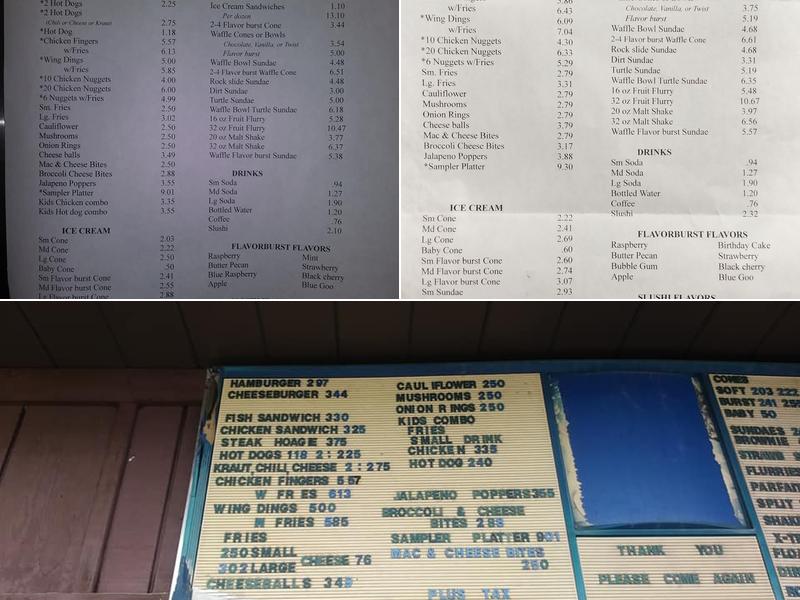 *2 Hot Dogs 2.25
*2 Hot Dogs
(Chili or Cheese or Kraut) 2.75
*Hot Dog 1.18
*Chicken Fingers 5.57
w/Fries 6.13
*Wing Dings 5.00
w/Fries 5.85
*10 Chicken Nuggets 4.00
*20 Chicken Nuggets 6.00
*6 Nuggets w/Fries 4.99
Sm. Fries 2.50
Lg. Fries 3.02
Cauliflower 2.50
Mushrooms 2.50
Onion Rings 2.50
Cheese balls 3.49
Mac & Cheese Bites 2.50
Broccoli Cheese Bites 2.88
Jalapeno Poppers 3.55
*Sampler Platter 9.01
Kids Chicken combo 3.35
Kids Hot dog combo 3.55
ICE CREAM
Sm Cone 2.03
Md Cone 2.22
Lg Cone 2.50
Baby Cone .50
Sm Flavor burst Cone 2.41
Md Flavor burst Cone 2.55
Lg Flavor burst Cone 2.88
Ice Cream Sandwiches 1.10
Per dozen 13.10
2-4 Flavor burst Cone 3.44
Waffle Cones or Bowls
Chocolate, Vanilla, or Twist 3.54
Flavor burst 5.00
Waffle Bowl Sundae 4.48
2-4 Flavor burst Waffle Cone 6.51
Rock slide Sundae 4.48
Dirt Sundae 3.00
Turtle Sundae 5.00
Waffle Bowl Turtle Sundae 6.18
16 oz Fruit Flurry 5.28
32 oz Fruit Flurry 10.47
20 oz Malt Shake 3.77
32 oz Malt Shake 6.37
Waffle Flavor burst Sundae 5.38
DRINKS
Sm Soda .94
Md Soda 1.27
Lg Soda 1.90
Bottled Water 1.20
Coffee .76
Slushi 2.10
FLAVORBURST FLAVORS
Raspberry Mint
Butter Pecan Strawberry
Blue Raspberry Black cherry
Apple Blue Goo
w/Fries 6.43
*Wing Dings 6.09
w/Fries 7.04
*10 Chicken Nuggets 4.30
*20 Chicken Nuggets 6.33
*6 Nuggets w/Fries 5.29
Sm. Fries 2.79
Lg. Fries 3.31
Cauliflower 2.79
Mushrooms 2.79
Onion Rings 2.79
Cheese balls 3.79
Mac & Cheese Bites 2.79
Broccoli Cheese Bites 3.17
Jalapeno Poppers 3.88
*Sampler Platter 9.30
ICE CREAM
Sm Cone 2.22
Md Cone 2.41
Lg Cone 2.69
Baby Cone .60
Sm Flavor burst Cone 2.60
Md Flavor burst Cone 2.74
Lg Flavor burst Cone 3.07
Sm Sundae 2.93
Chocolate, Vanilla, or Twist 3.75
Flavor burst 5.19
Waffle Bowl Sundae 4.68
2-4 Flavor burst Waffle Cone 6.61
Rock slide Sundae 4.68
Dirt Sundae 3.31
Turtle Sundae 5.19
Waffle Bowl Turtle Sundae 6.35
16 oz Fruit Flurry 5.48
32 oz Fruit Flurry 10.67
20 oz Malt Shake 3.97
32 oz Malt Shake 6.56
Waffle Flavor burst Sundae 5.57
DRINKS
Sm Soda .94
Md Soda 1.27
Lg Soda 1.90
Bottled Water 1.20
Coffee .76
Slushi 2.32
FLAVORBURST FLAVORS
Raspberry Birthday Cake
Butter Pecan Strawberry
Bubble Gum Black cherry
Apple Blue Goo
SLUSHI FLAVORS
HAMBURGER 297
CHEESEBURGER 344
FISH SANDWICH 330
CHICKEN SANDWICH 325
STEAK HOAGIE 375
HOT DOGS 118 2:225
KRAUT, CHILI, CHEESE 2:275
CHICKEN FINGERS 557
W FRIES 613
WING DINGS 500
W FRIES 585
FRIES
250 SMALL
302 LARGE CHEESE 76
CHEESEBALLS 349
CAULIFLOWER 250
MUSHROOMS 250
ONION RINGS 250
KIDS COMBO
FRIES
SMALL DRINK
CHICKEN 335
HOT DOG 240
JALAPENO POPPERS 355
BROCCOLI & CHEESE
BITES 288
SAMPLER PLATTER 901
MAC & CHEESE BITES
250
PLUS TAX
THANK YOU
PLEASE COME AGAIN
CONES
SOFT 203 222
BURST 241
BABY 50
SUNDAES
BROWNIE